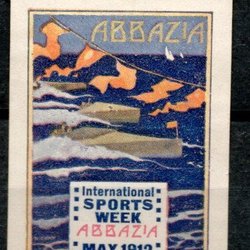 ABBAZIA
International
SPORTS
WEEK
ABBAZIA
MAY 1912